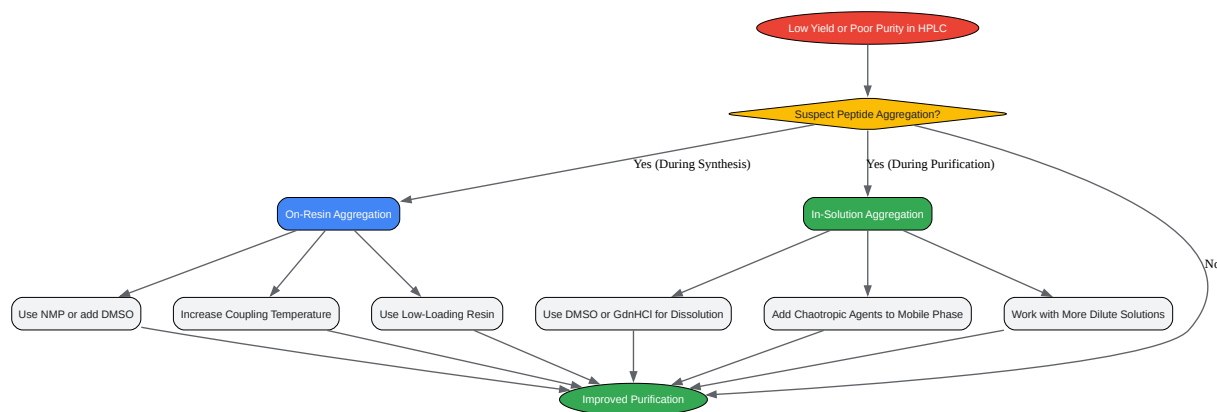 Low Yield or Poor Purity in HPLC
Suspect Peptide Aggregation?
Yes (During Synthesis)
Yes (During Purification)
On-Resin Aggregation
In-Solution Aggregation
No
Use NMP or add DMSO
Increase Coupling Temperature
Use Low-Loading Resin
Use DMSO or GdnHCl for Dissolution
Add Chaotropic Agents to Mobile Phase
Work with More Dilute Solutions
Improved Purification